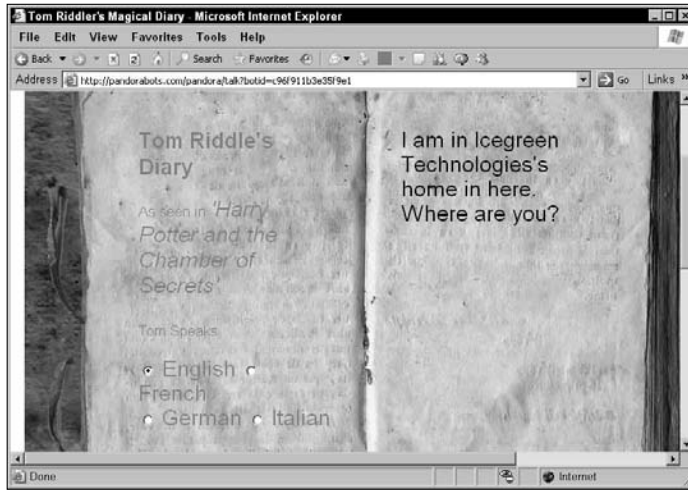 Tom Riddler's Magical Diary - Microsoft Internet Explorer
File Edit View Favorites Tools Help
Back Search Favorites
Address http://pandorabots.com/pandora/talk?botid=c96f911b3e35f9e1 Go Links »
Tom Riddle's
Diary
As seen in 'Harry
Potter and the
Chamber of
Secrets'.
Tom Speaks
English
French
German Italian
I am in Icegreen
Technologies's
home in here.
Where are you?
Done Internet